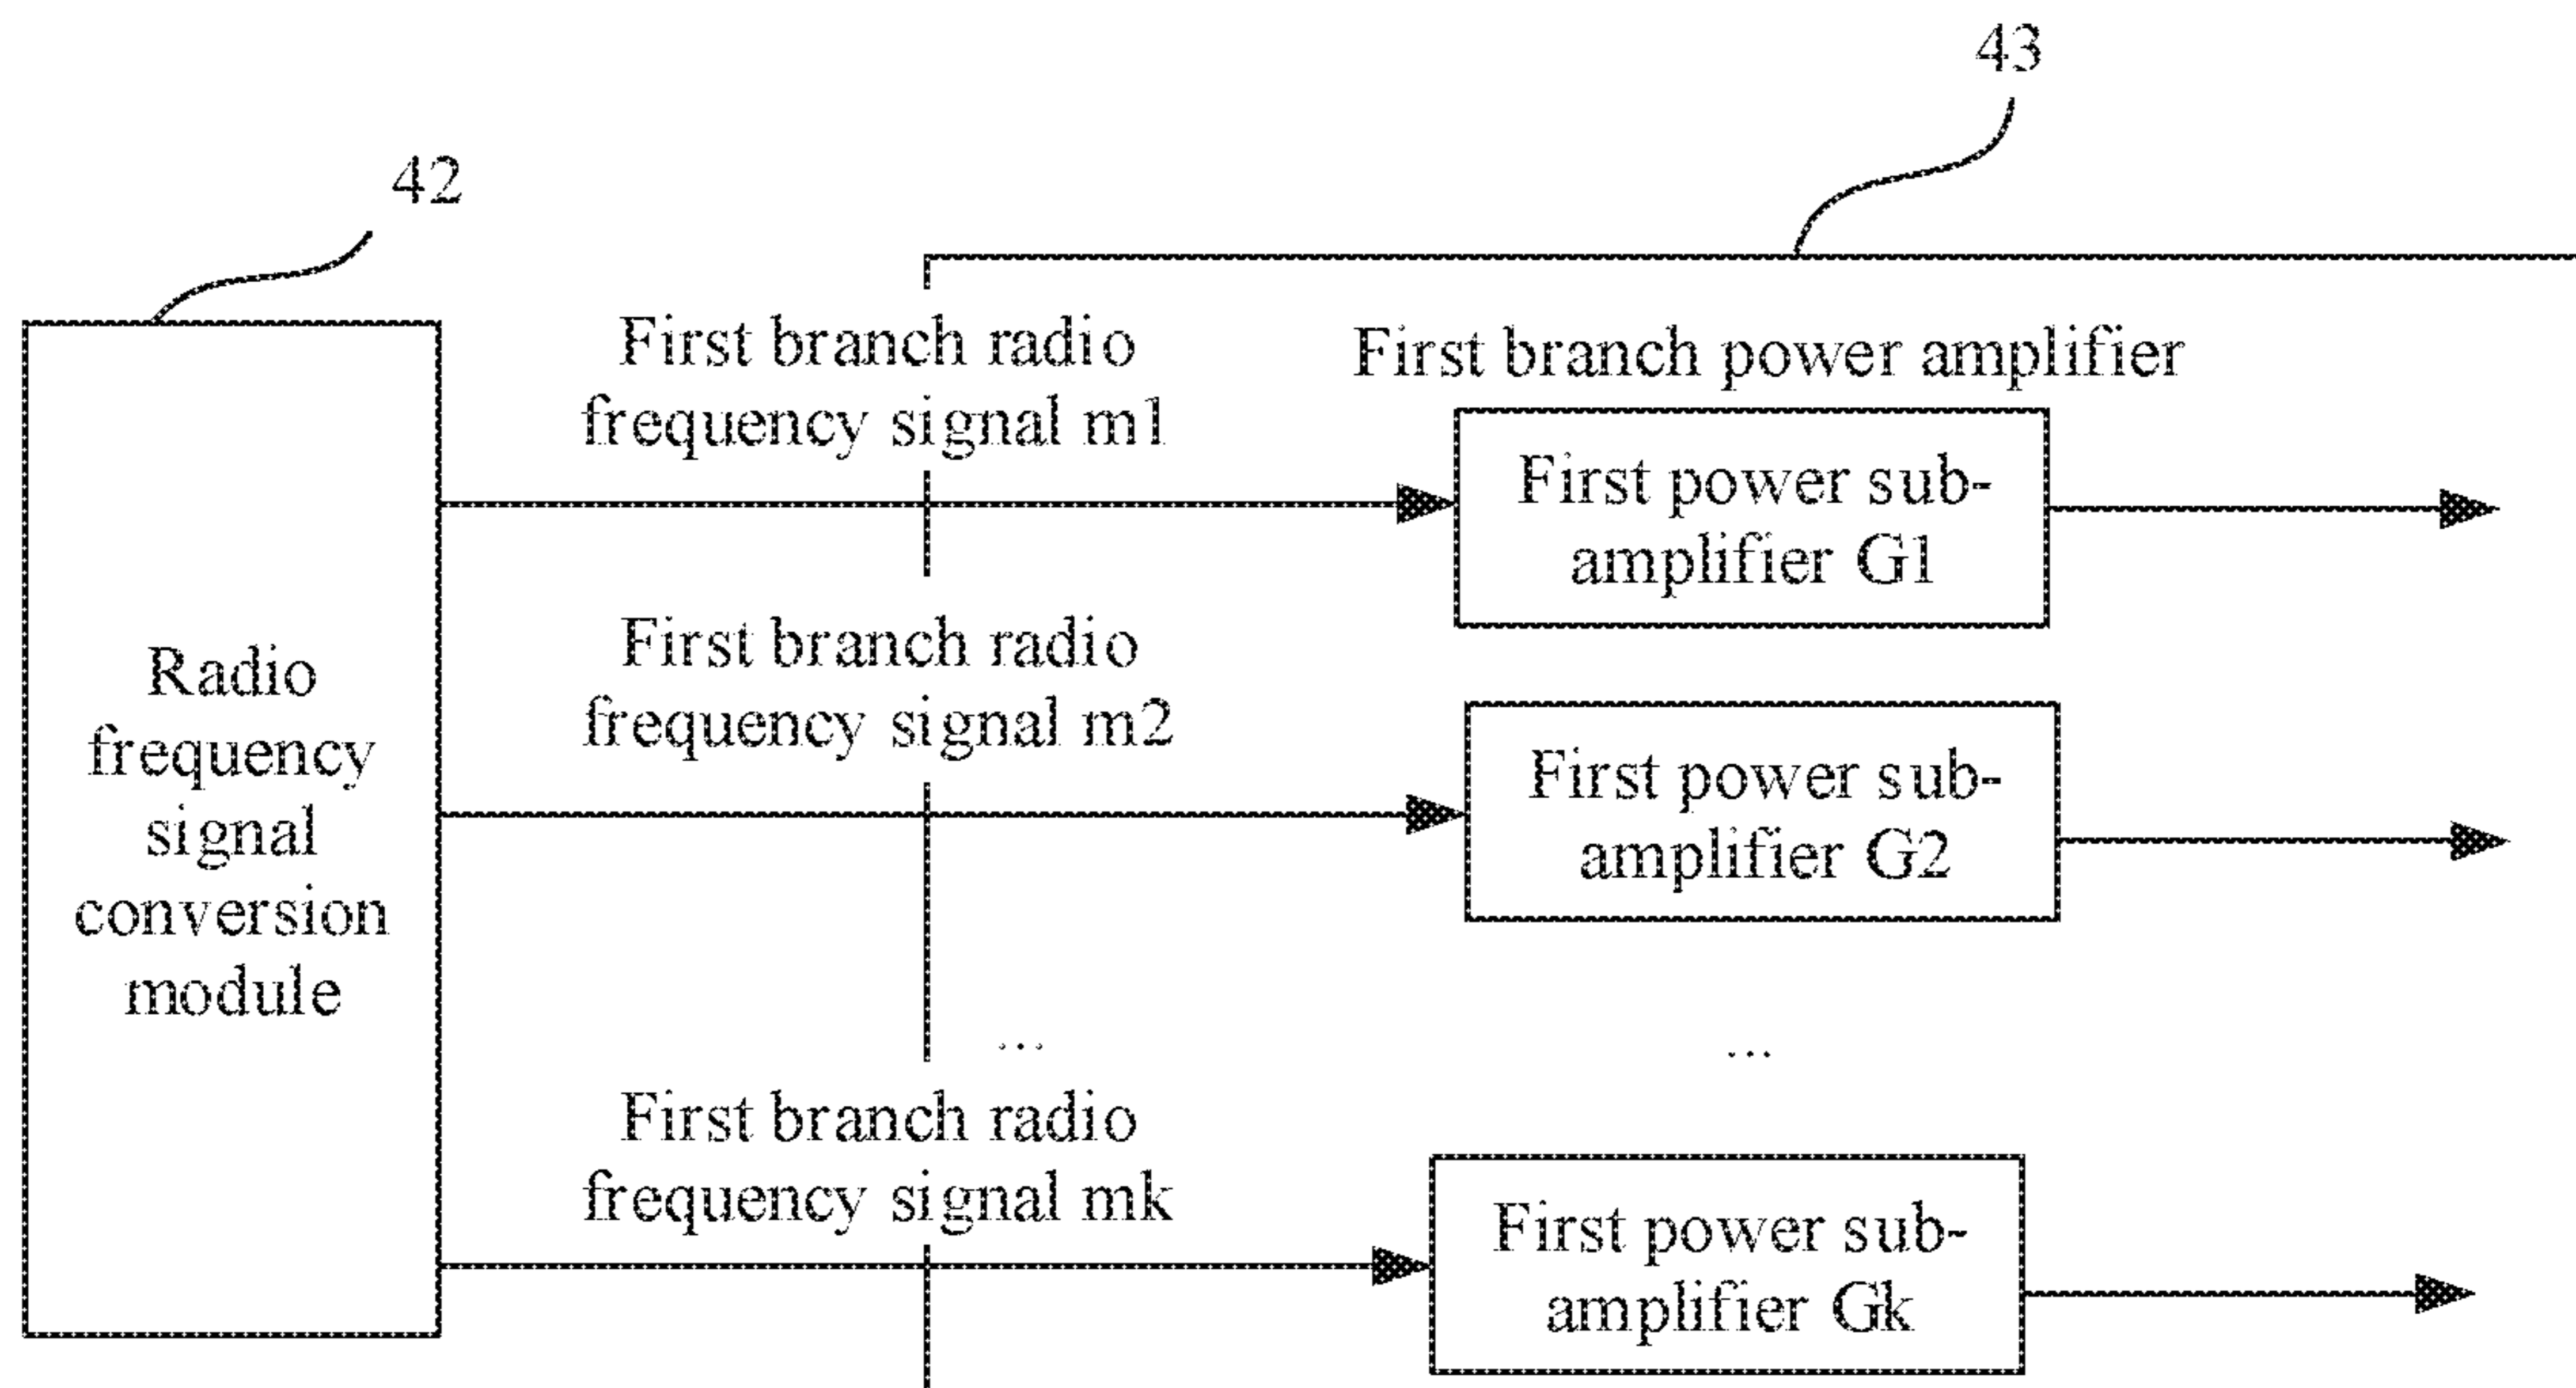 43
42
First branch radio
frequency signal m1
First branch power amplifier
First power sub-
amplifier G1
First branch radio
frequency signal m2
First power sub-
amplifier G2
Radio
frequency
signal
conversion
module
...
...
First branch radio
frequency signal mk
First power sub-
amplifier Gk